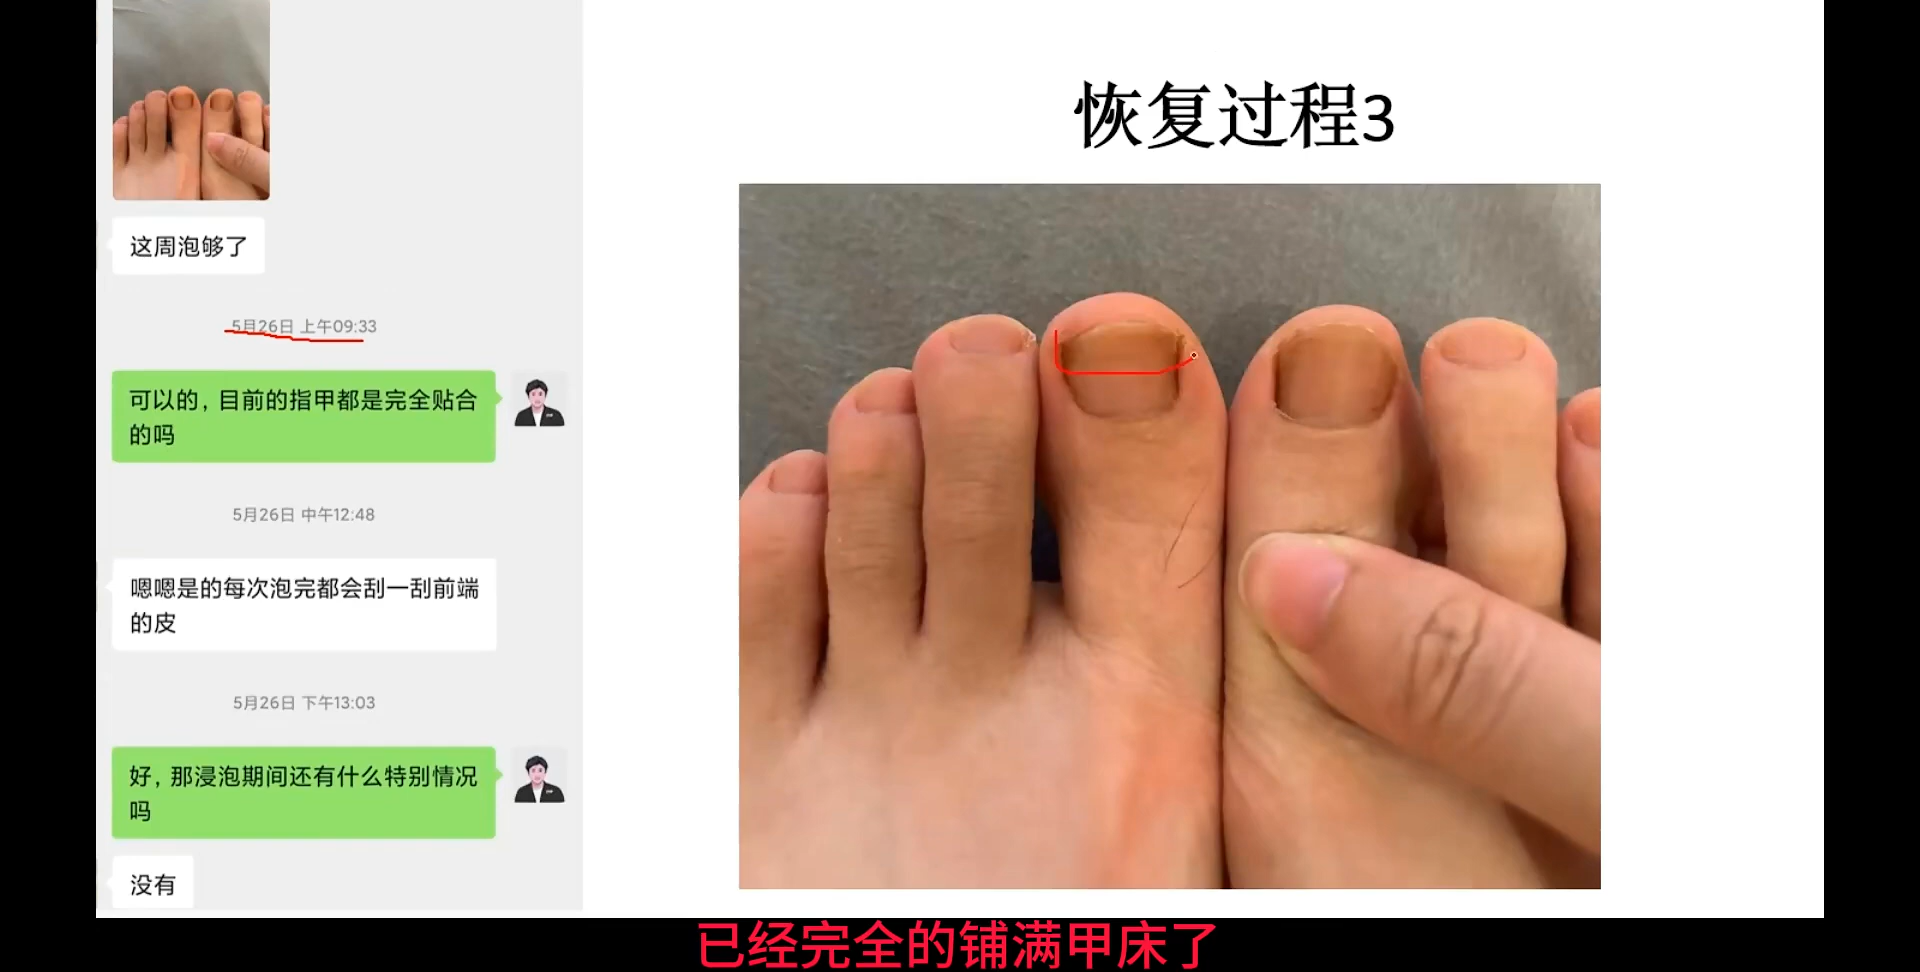 恢复过程3
这周泡够了
5月26日 上午09:33
可以的，目前的指甲都是完全贴合
的吗
5月26日 中午12:48
嗯嗯是的每次泡完都会刮一刮前端
的皮
5月26日 下午13:03
好，那浸泡期间还有什么特别情况
吗
没有
已经完全的铺满甲床了